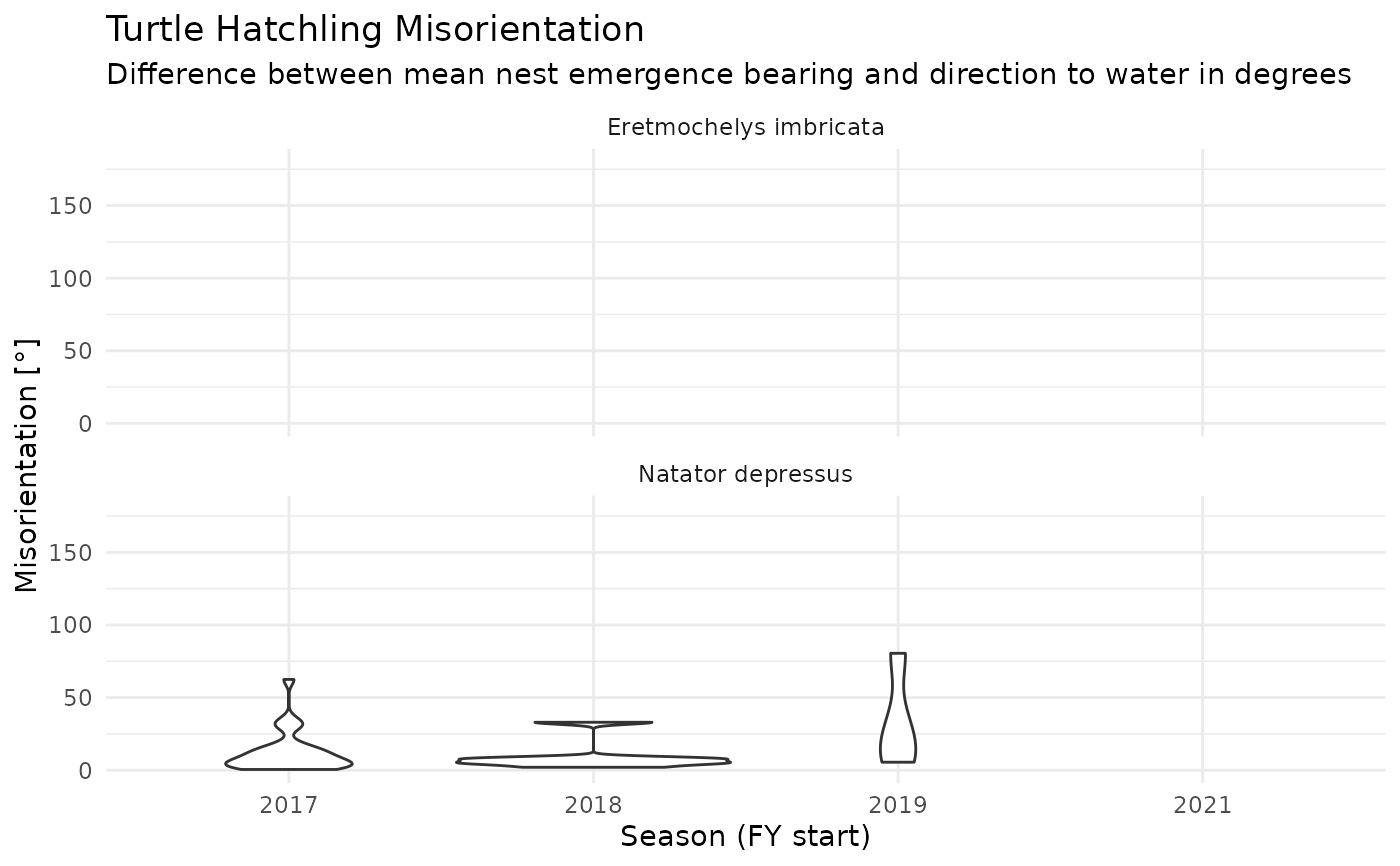 Turtle Hatchling Misorientation
Difference between mean nest emergence bearing and direction to water in degrees
Eretmochelys imbricata
150
100
50
0
Misorientation [°]
Natator depressus
150
100
50
0
2017 2018 2019 2021
Season (FY start)